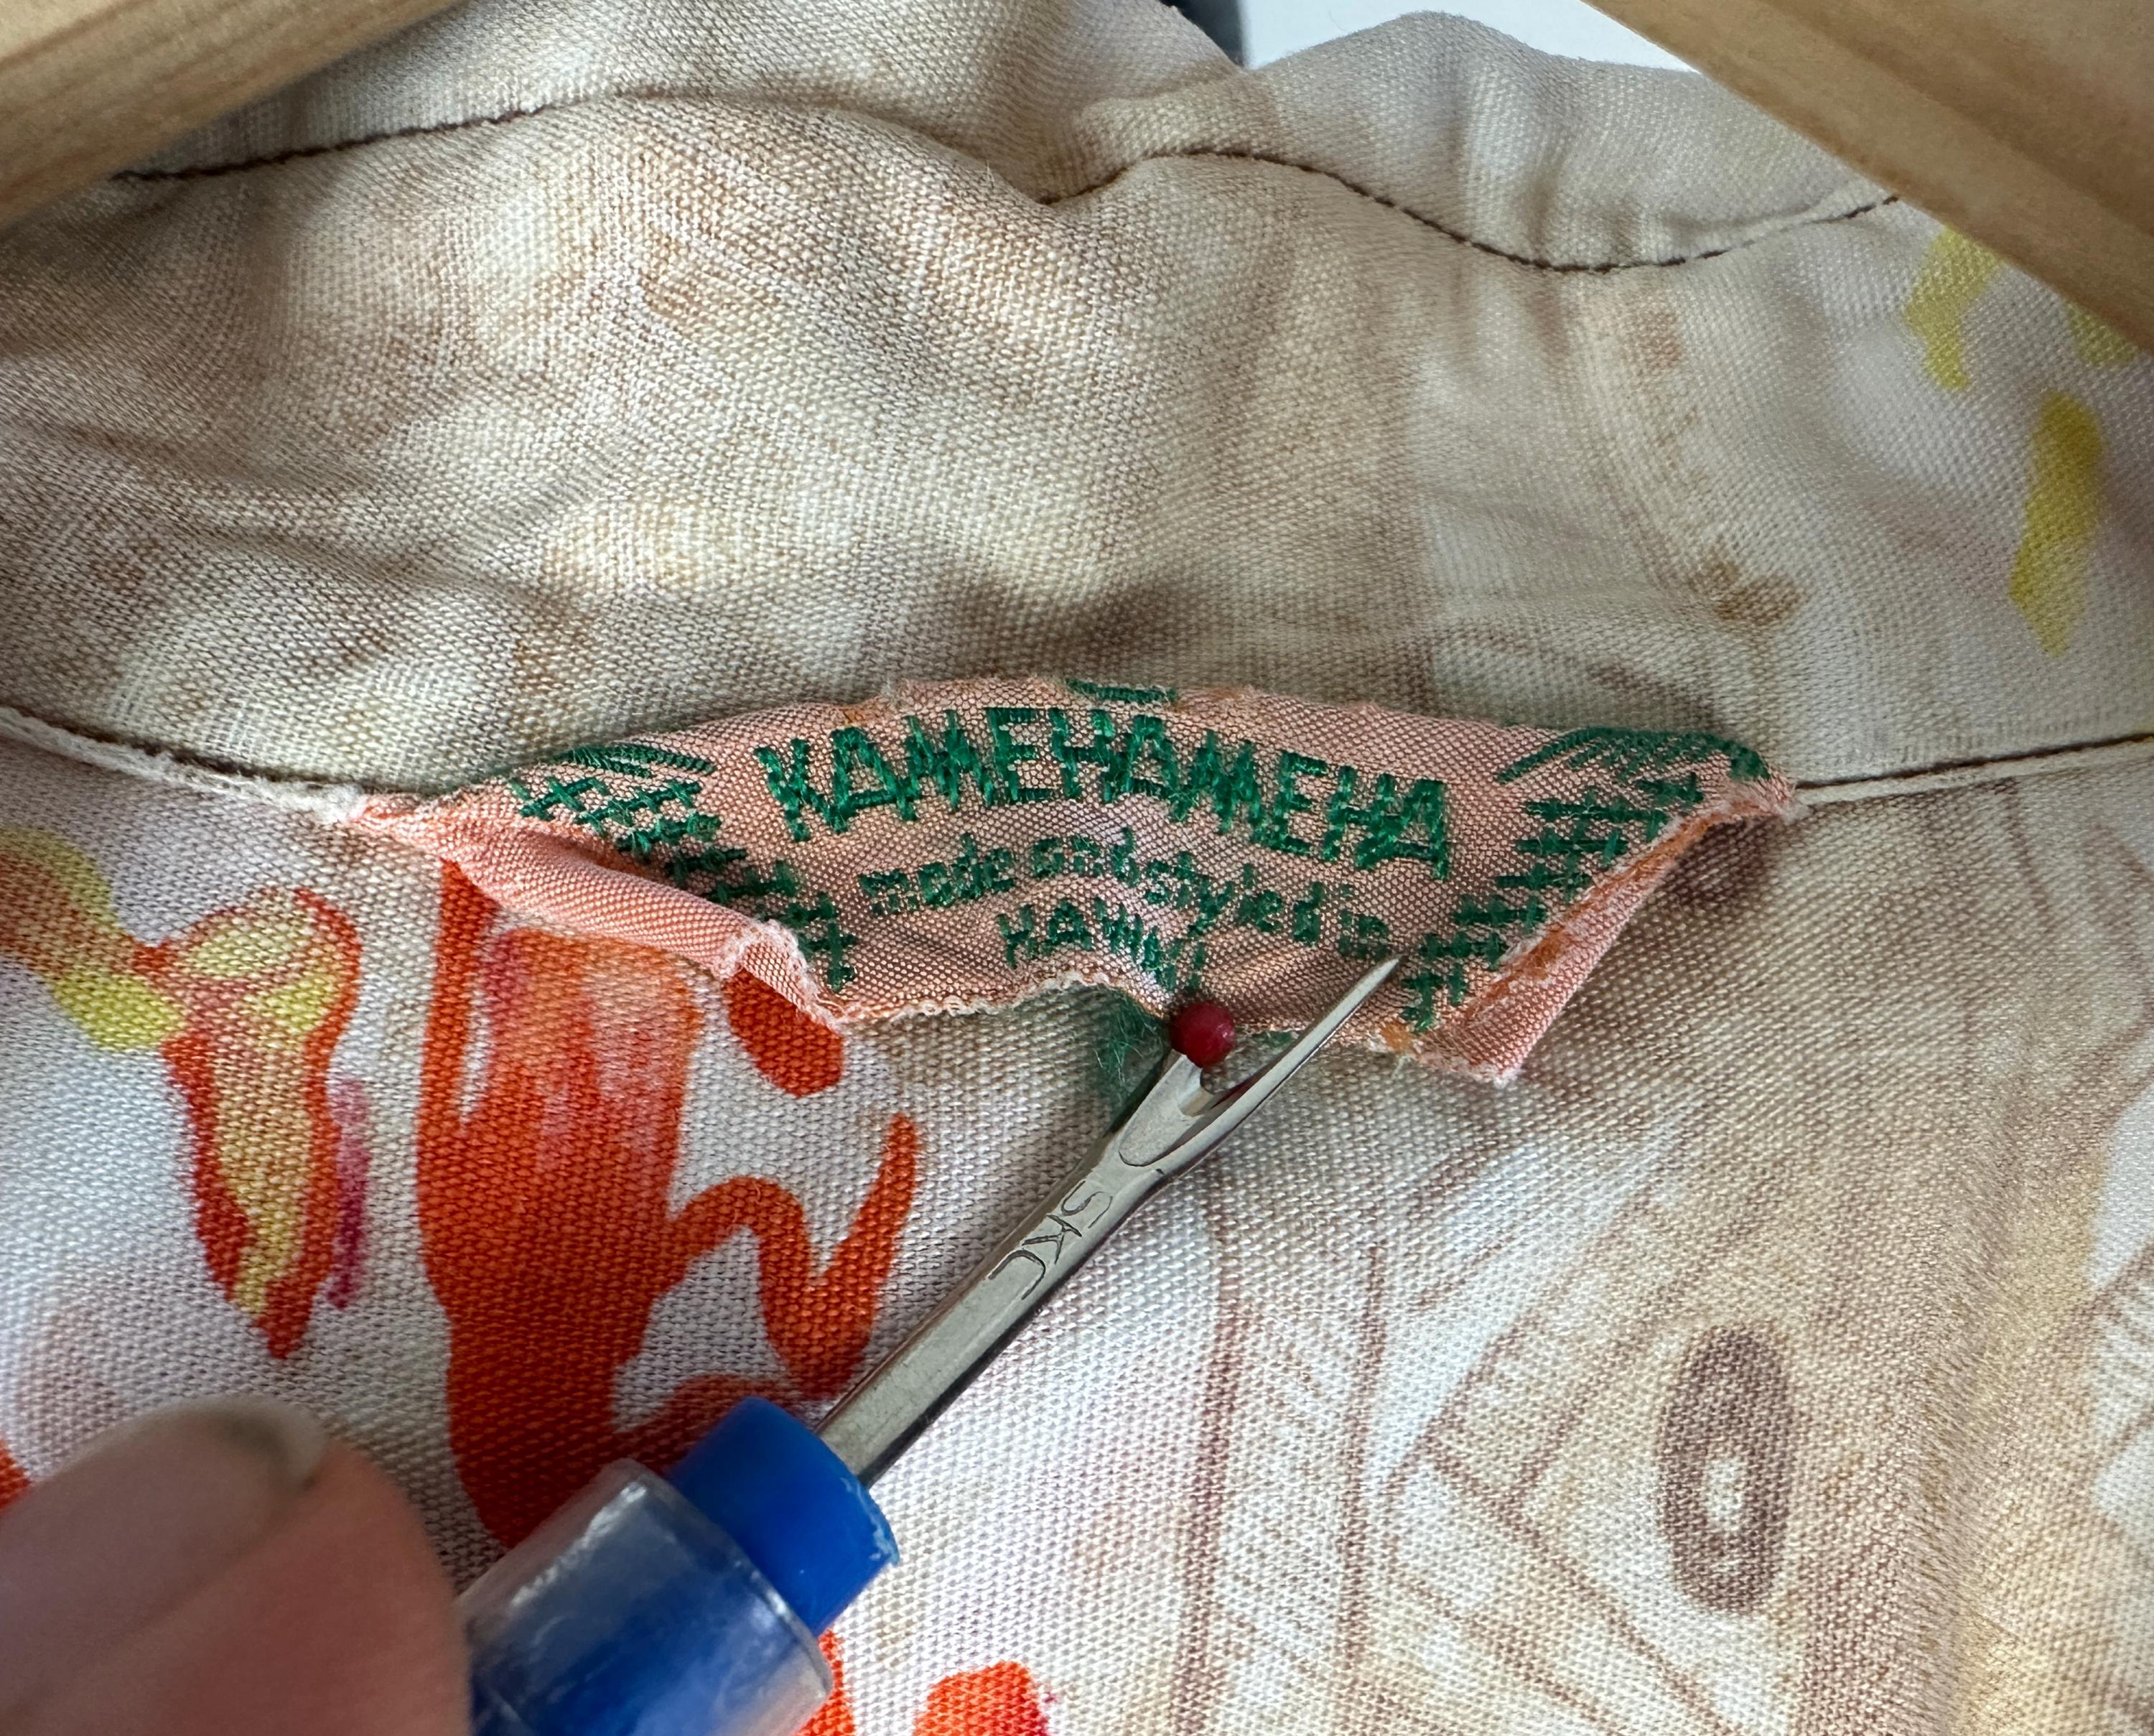 KAMEHAMEHA
made and styled in
HAWAII
SKC